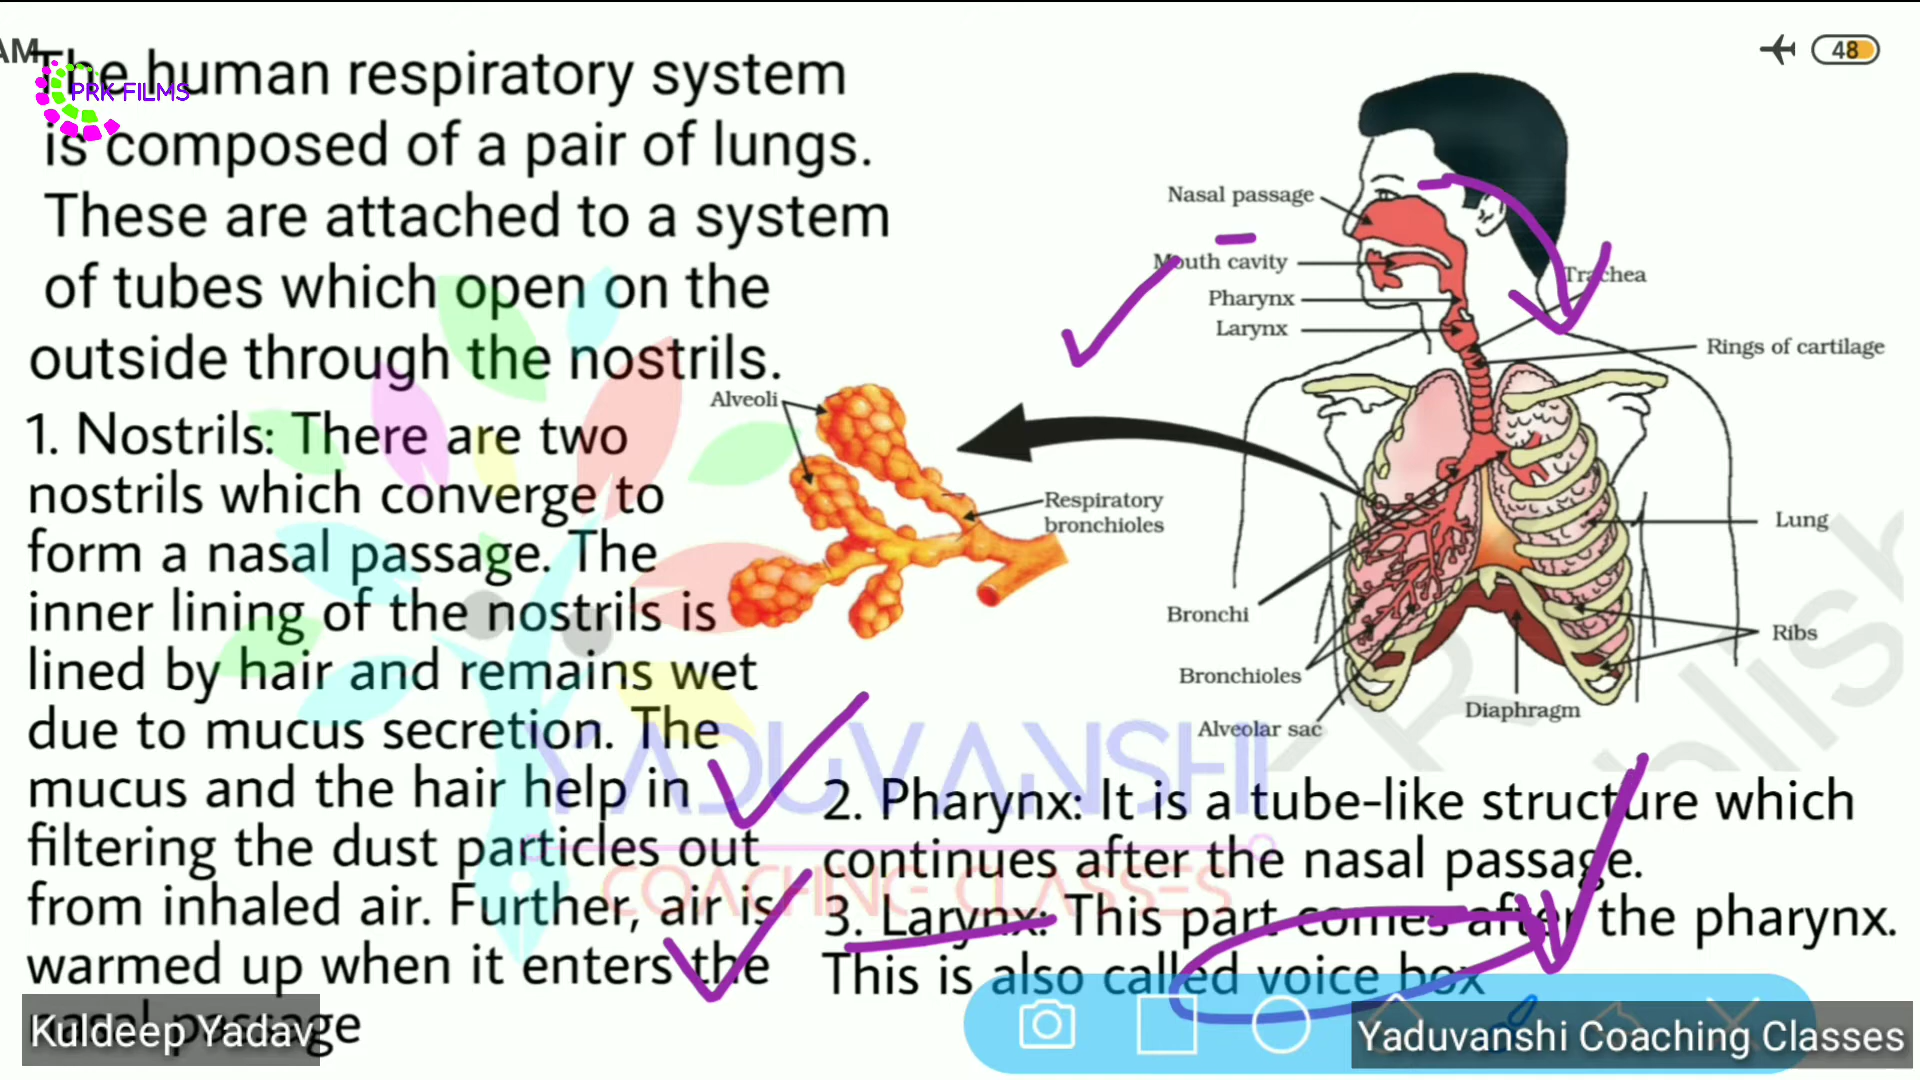 AM
48
The human respiratory system
is composed of a pair of lungs.
These are attached to a system
of tubes which open on the
outside through the nostrils.
PRK FILMS
1. Nostrils: There are two
nostrils which converge to
form a nasal passage. The
inner lining of the nostrils is
lined by hair and remains wet
due to mucus secretion. The
mucus and the hair help in
filtering the dust particles out
from inhaled air. Further, air is
warmed up when it enters the
nasal passage
Nasal passage
Mouth cavity
Pharynx
Larynx
Trachea
Rings of cartilage
Alveoli
Respiratory
bronchioles
Lung
Bronchi
Ribs
Bronchioles
Diaphragm
Alveolar sac
YADUVANSHI
COACHING CLASSES
2. Pharynx: It is a tube-like structure which
continues after the nasal passage.
3. Larynx: This part comes after the pharynx.
This is also called voice box
Kuldeep Yadav
Yaduvanshi Coaching Classes